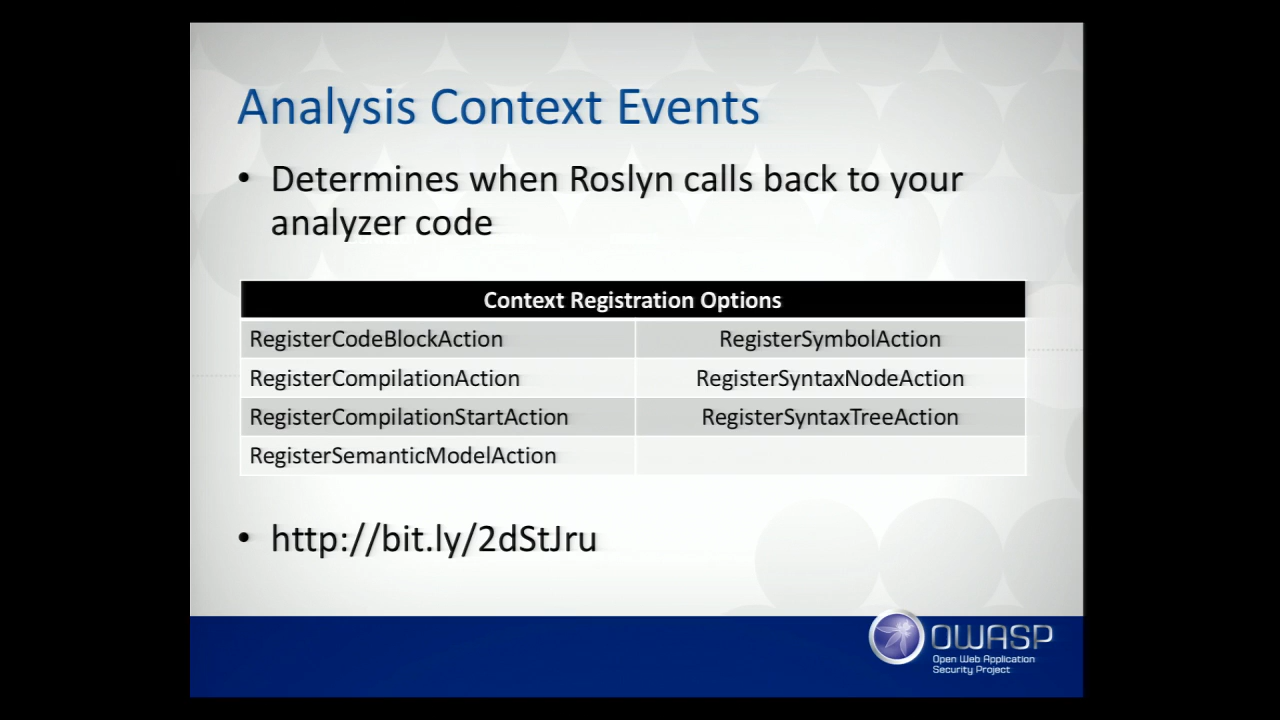 Analysis Context Events
• Determines when Roslyn calls back to your
analyzer code
Context Registration Options
RegisterCodeBlockAction RegisterSymbolAction
RegisterCompilationAction RegisterSyntaxNodeAction
RegisterCompilationStartAction RegisterSyntaxTreeAction
RegisterSemanticModelAction
• http://bit.ly/2dStJru
OWASP
Open Web Application
Security Project